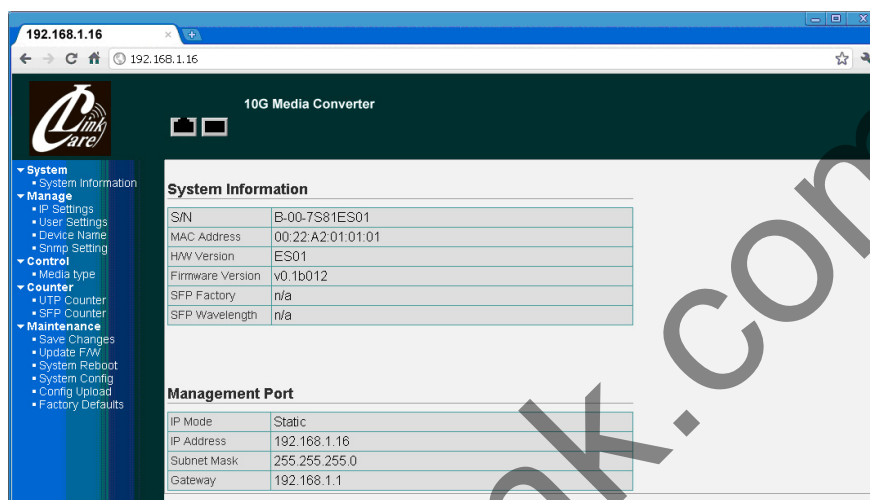 192.168.1.16
192.168.1.16
Link Care
10G Media Converter
System
System Information
Manage
IP Settings
User Settings
Device Name
Snmp Setting
Control
Media type
Counter
UTP Counter
SFP Counter
Maintenance
Save Changes
Update F/W
System Reboot
System Config
Config Upload
Factory Defaults
System Information
S/N B-00-7S81ES01
MAC Address 00:22:A2:01:01:01
H/W Version ES01
Firmware Version v0.1b012
SFP Factory n/a
SFP Wavelength n/a
Management Port
IP Mode Static
IP Address 192.168.1.16
Subnet Mask 255.255.255.0
Gateway 192.168.1.1